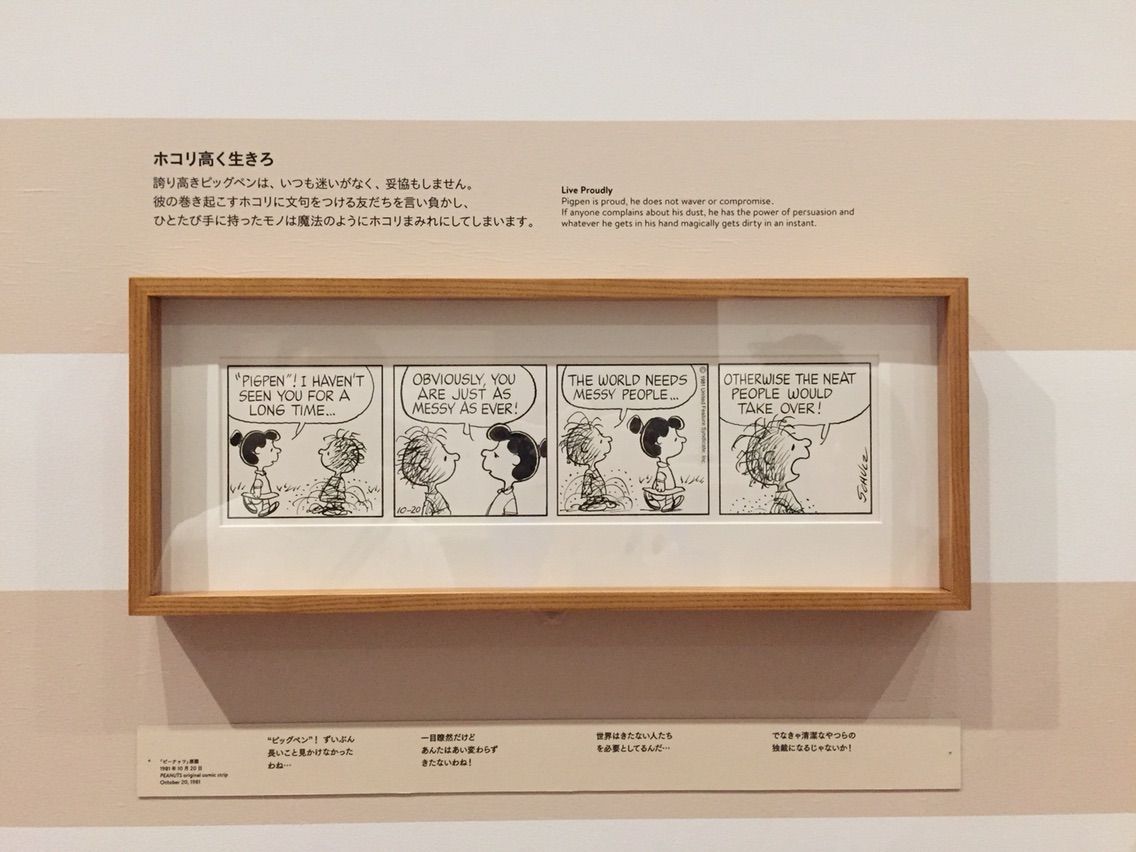 ホコリ高く生きろ
誇り高きピッグペンは、いつも迷いがなく、妥協もしません。
彼の巻き起こすホコリに文句をつける友だちを言い負かし、
ひとたび手に持ったモノは魔法のようにホコリまみれにしてしまいます。
Live Proudly
Pigpen is proud, he does not waver or compromise.
If anyone complains about his dust, he has the power of persuasion and
whatever he gets in his hand magically gets dirty in an instant.
"PIGPEN"! I HAVEN'T
SEEN YOU FOR A
LONG TIME...
OBVIOUSLY, YOU
ARE JUST AS
MESSY AS EVER!
10-20
THE WORLD NEEDS
MESSY PEOPLE...
© 1981 United Feature Syndicate, Inc.
OTHERWISE THE NEAT
PEOPLE WOULD
TAKE OVER!
SCHULZ
「ピーナッツ」原画
1981年10月20日
PEANUTS original comic strip
October 20, 1981
“ピッグペン”! ずいぶん
長いこと見かけなかった
わね…
一目瞭然だけど
あんたはあい変わらず
きたないわね!
世界はきたない人たち
を必要としてるんだ…
でなきゃ清潔なやつらの
独裁になるじゃないか!